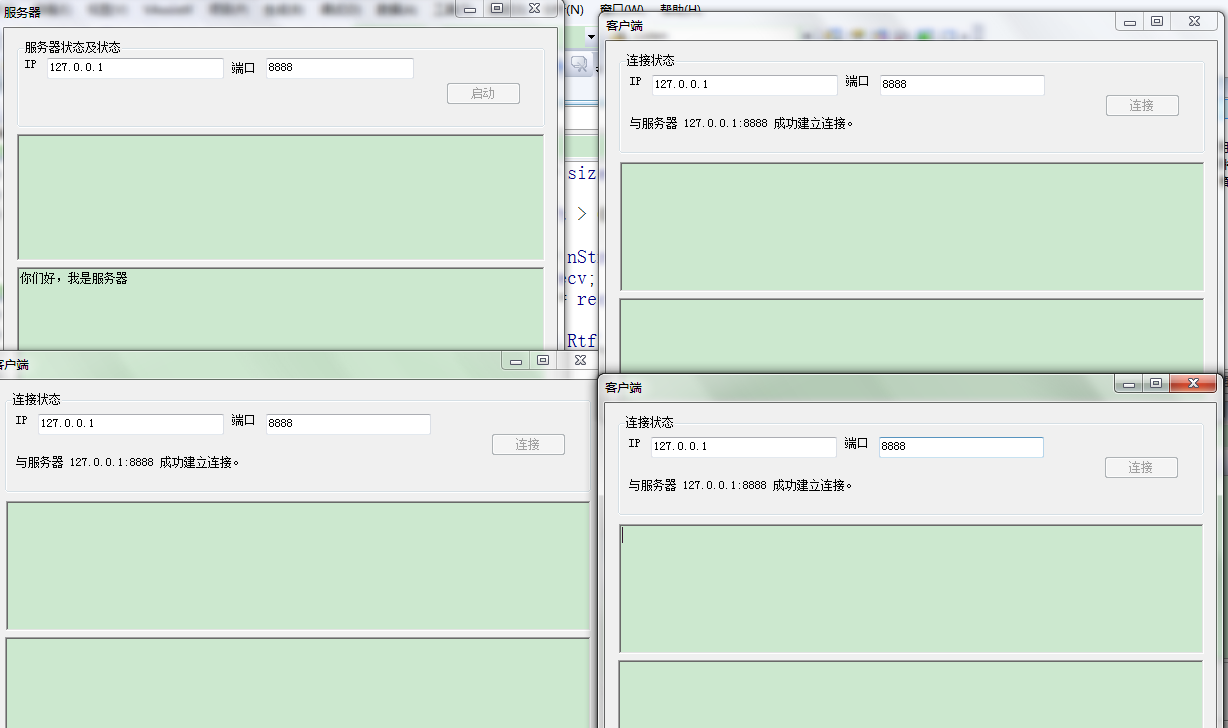 服务器
(N) 窗口(W) 帮助(H)
服务器状态及状态
IP 127.0.0.1 端口 8888
启动
你们好，我是服务器
siz
>
nSt
cv;
re
Rtf
客户端
连接状态
IP 127.0.0.1 端口 8888
连接
与服务器 127.0.0.1:8888 成功建立连接。
客户端
连接状态
IP 127.0.0.1 端口 8888
连接
与服务器 127.0.0.1:8888 成功建立连接。
客户端
连接状态
IP 127.0.0.1 端口 8888
连接
与服务器 127.0.0.1:8888 成功建立连接。